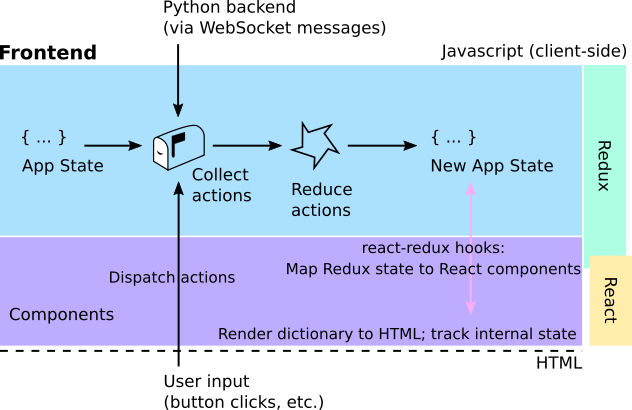 Python backend
(via WebSocket messages)
Frontend
Javascript (client-side)
{ ... }
App State
Collect
actions
Reduce
actions
{ ... }
New App State
Redux
react-redux hooks:
Map Redux state to React components
Dispatch actions
React
Components
Render dictionary to HTML; track internal state
HTML
User input
(button clicks, etc.)